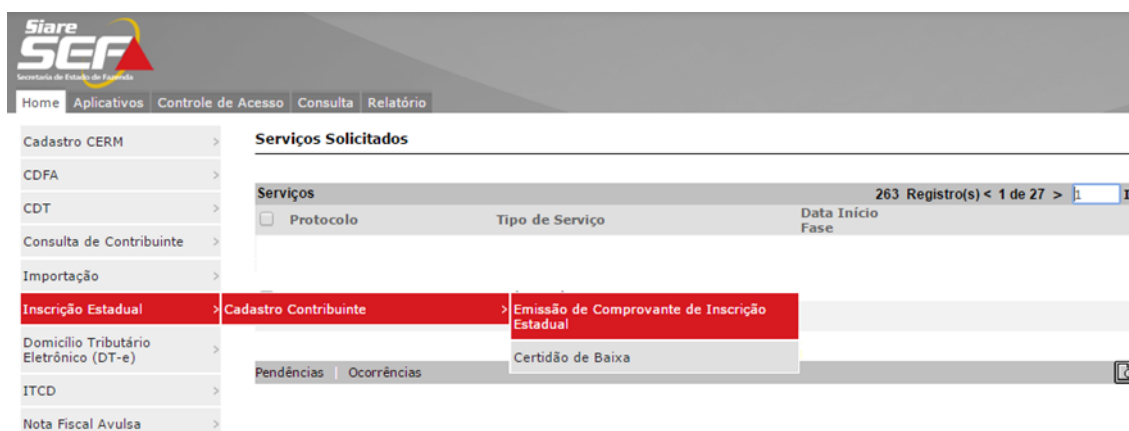 Siare
SEF
Secretaria de Estado de Fazenda
Home Aplicativos Controle de Acesso Consulta Relatório
Cadastro CERM >
CDFA >
CDT >
Consulta de Contribuinte >
Importação >
Inscrição Estadual >
Domicílio Tributário
Eletrônico (DT-e) >
ITCD >
Nota Fiscal Avulsa >
Cadastro Contribuinte >
Emissão de Comprovante de Inscrição
Estadual
Certidão de Baixa
Serviços Solicitados
Serviços 263 Registro(s) < 1 de 27 > 1
Protocolo Tipo de Serviço Data Início
Fase
Pendências | Ocorrências